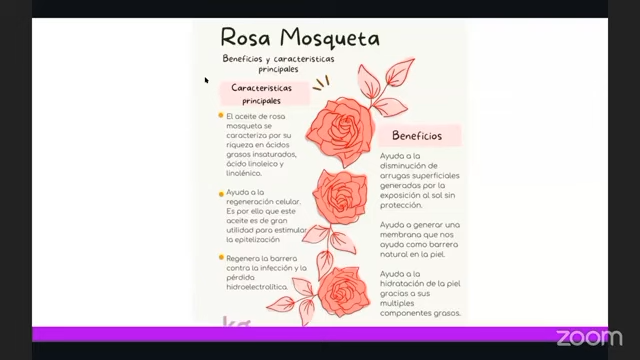 Rosa Mosqueta
Beneficios y características
principales
Características
principales
El aceite de rosa
mosqueta se
caracteriza por su
riqueza en ácidos
grasos insaturados,
ácido linoleico y
linolénico.
Ayuda a la
regeneración celular.
Es por ello que este
aceite es de gran
utilidad para estimular
la epitelización
Regenera la barrera
contra la infección y la
pérdida
hidroelectrolítica.
Beneficios
Ayuda a la
disminución de
arrugas superficiales
generadas por la
exposición al sol sin
protección.
Ayuda a generar una
membrana que nos
ayuda como barrera
natural en la piel.
Ayuda a la
hidratación de la piel
gracias a sus
multiples
componentes grasos.
zoom